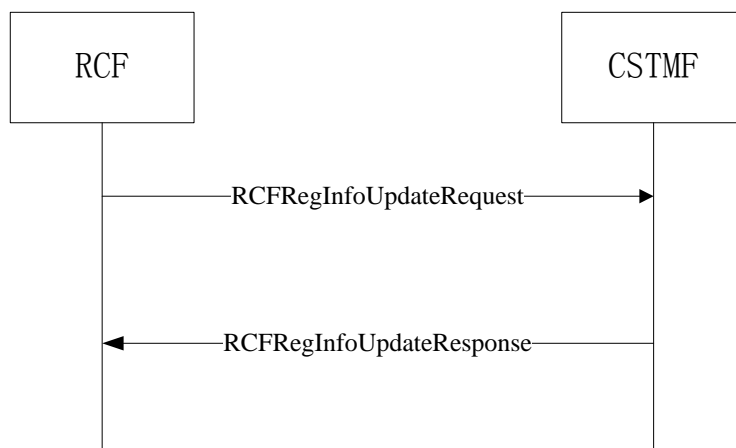 RCF
CSTMF
RCFRegInfoUpdateRequest
RCFRegInfoUpdateResponse